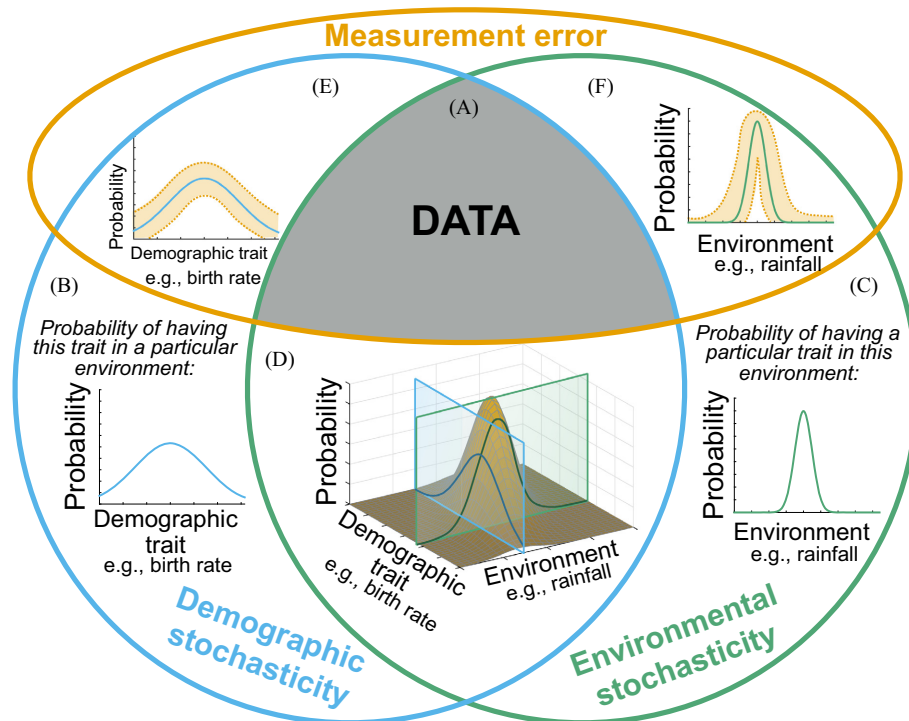 Measurement error
(E)
(A)
(F)
Probability
Demographic trait
e.g., birth rate
DATA
Probability
Environment
e.g., rainfall
(B)
(C)
Probability of having
this trait in a particular
environment:
Probability
Demographic
trait
e.g., birth rate
(D)
Probability
Demographic
trait
e.g., birth rate
Environment
e.g., rainfall
Probability of having a
particular trait in this
environment:
Probability
Environment
e.g., rainfall
Demographic
stochasticity
Environmental
stochasticity